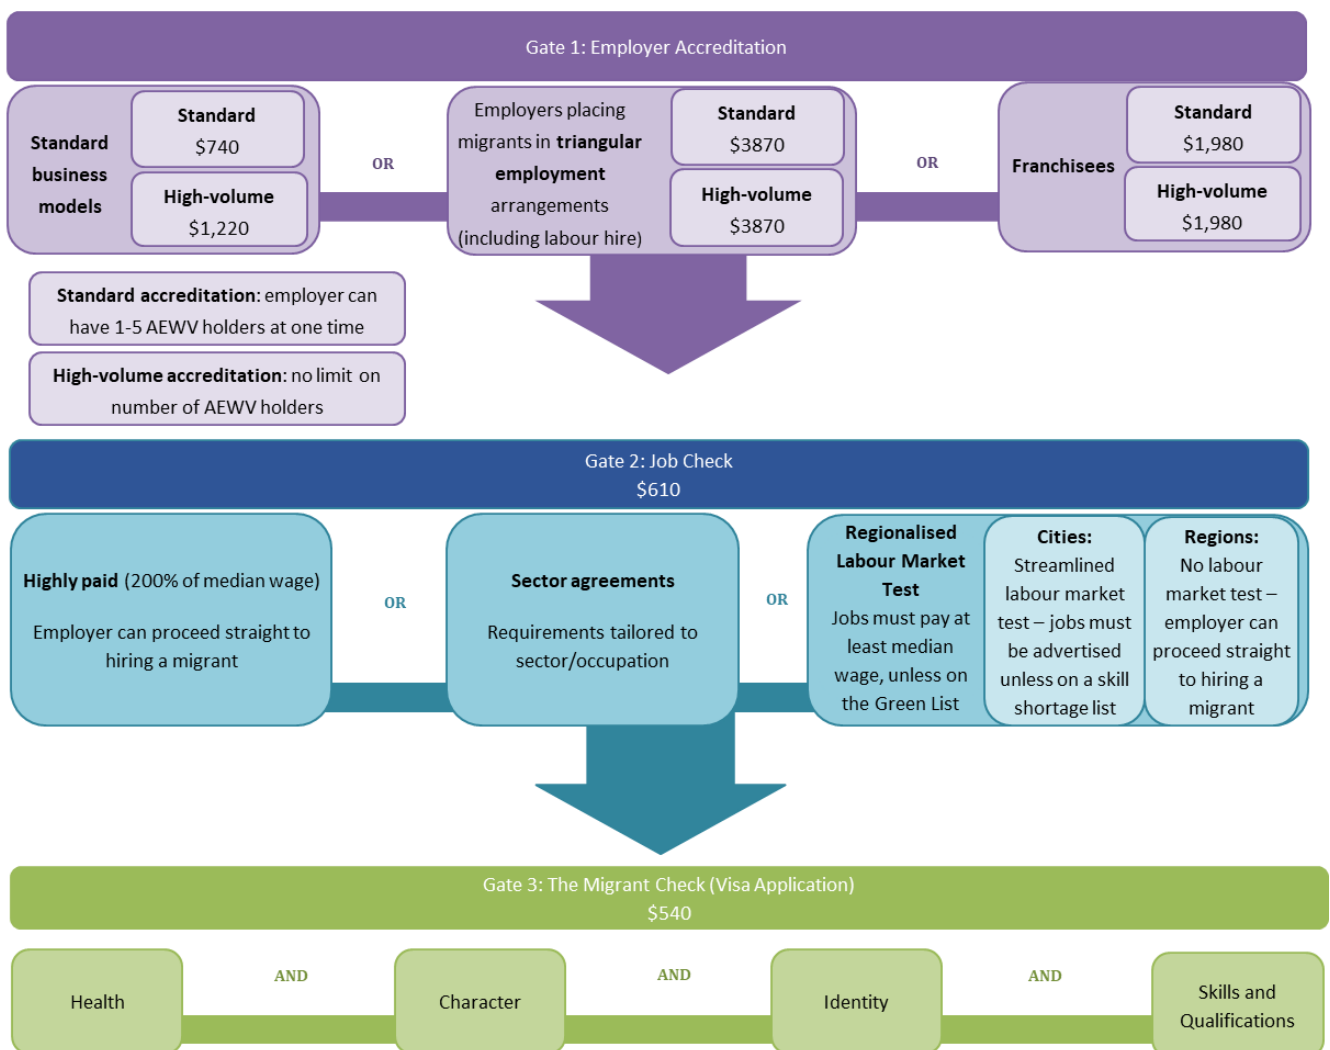 Gate 1: Employer Accreditation
Standard
business
models
Standard
$740
High-volume
$1,220
OR
Employers placing
migrants in triangular
employment
arrangements
(including labour hire)
Standard
$3870
High-volume
$3870
OR
Franchisees
Standard
$1,980
High-volume
$1,980
Standard accreditation: employer can
have 1-5 AEWV holders at one time
High-volume accreditation: no limit on
number of AEWV holders
Gate 2: Job Check
$610
Highly paid (200% of median wage)
Employer can proceed straight to
hiring a migrant
OR
Sector agreements
Requirements tailored to
sector/occupation
OR
Regionalised
Labour Market
Test
Jobs must pay at
least median
wage, unless on
the Green List
Cities:
Streamlined
labour market
test – jobs must
be advertised
unless on a skill
shortage list
Regions:
No labour
market test –
employer can
proceed straight
to hiring a
migrant
Gate 3: The Migrant Check (Visa Application)
$540
Health
AND
Character
AND
Identity
AND
Skills and
Qualifications